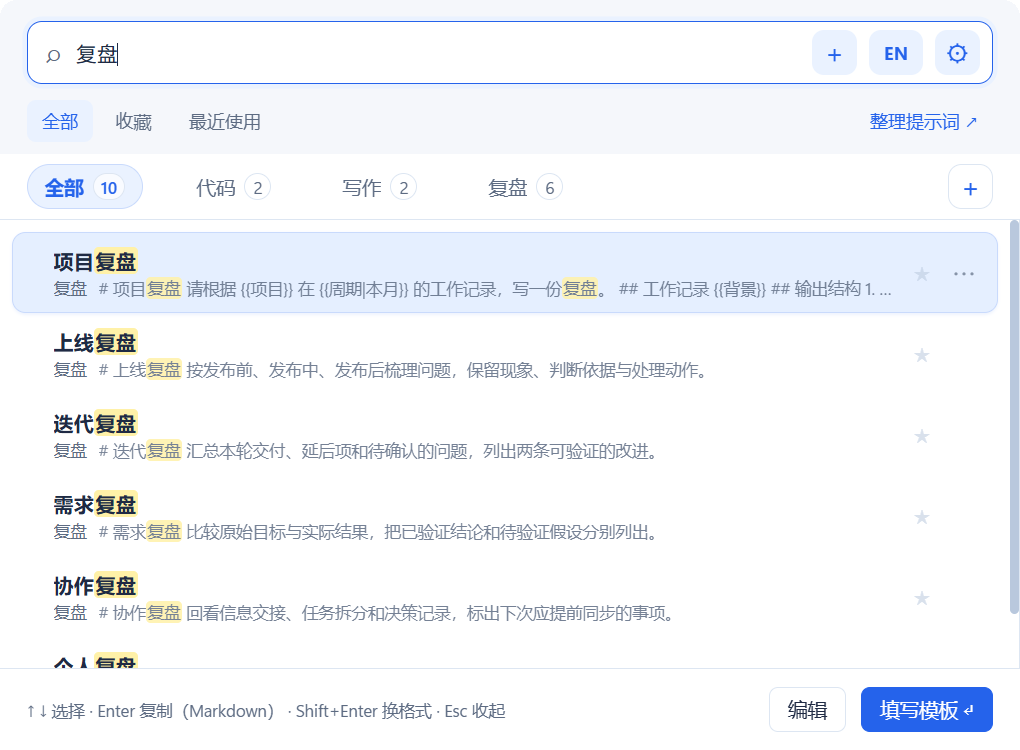 复盘
+
EN
全部 收藏 最近使用 整理提示词 ↗
全部 10 代码 2 写作 2 复盘 6 +
项目复盘
复盘 # 项目复盘 请根据 {{项目}} 在 {{周期|本月}} 的工作记录，写一份复盘。 ## 工作记录 {{背景}} ## 输出结构 1. ...
上线复盘
复盘 # 上线复盘 按发布前、发布中、发布后梳理问题，保留现象、判断依据与处理动作。
迭代复盘
复盘 # 迭代复盘 汇总本轮交付、延后项和待确认的问题，列出两条可验证的改进。
需求复盘
复盘 # 需求复盘 比较原始目标与实际结果，把已验证结论和待验证假设分别列出。
协作复盘
复盘 # 协作复盘 回看信息交接、任务拆分和决策记录，标出下次应提前同步的事项。
个人复盘
↑↓ 选择 · Enter 复制（Markdown） · Shift+Enter 换格式 · Esc 收起
编辑
填写模板 ↵